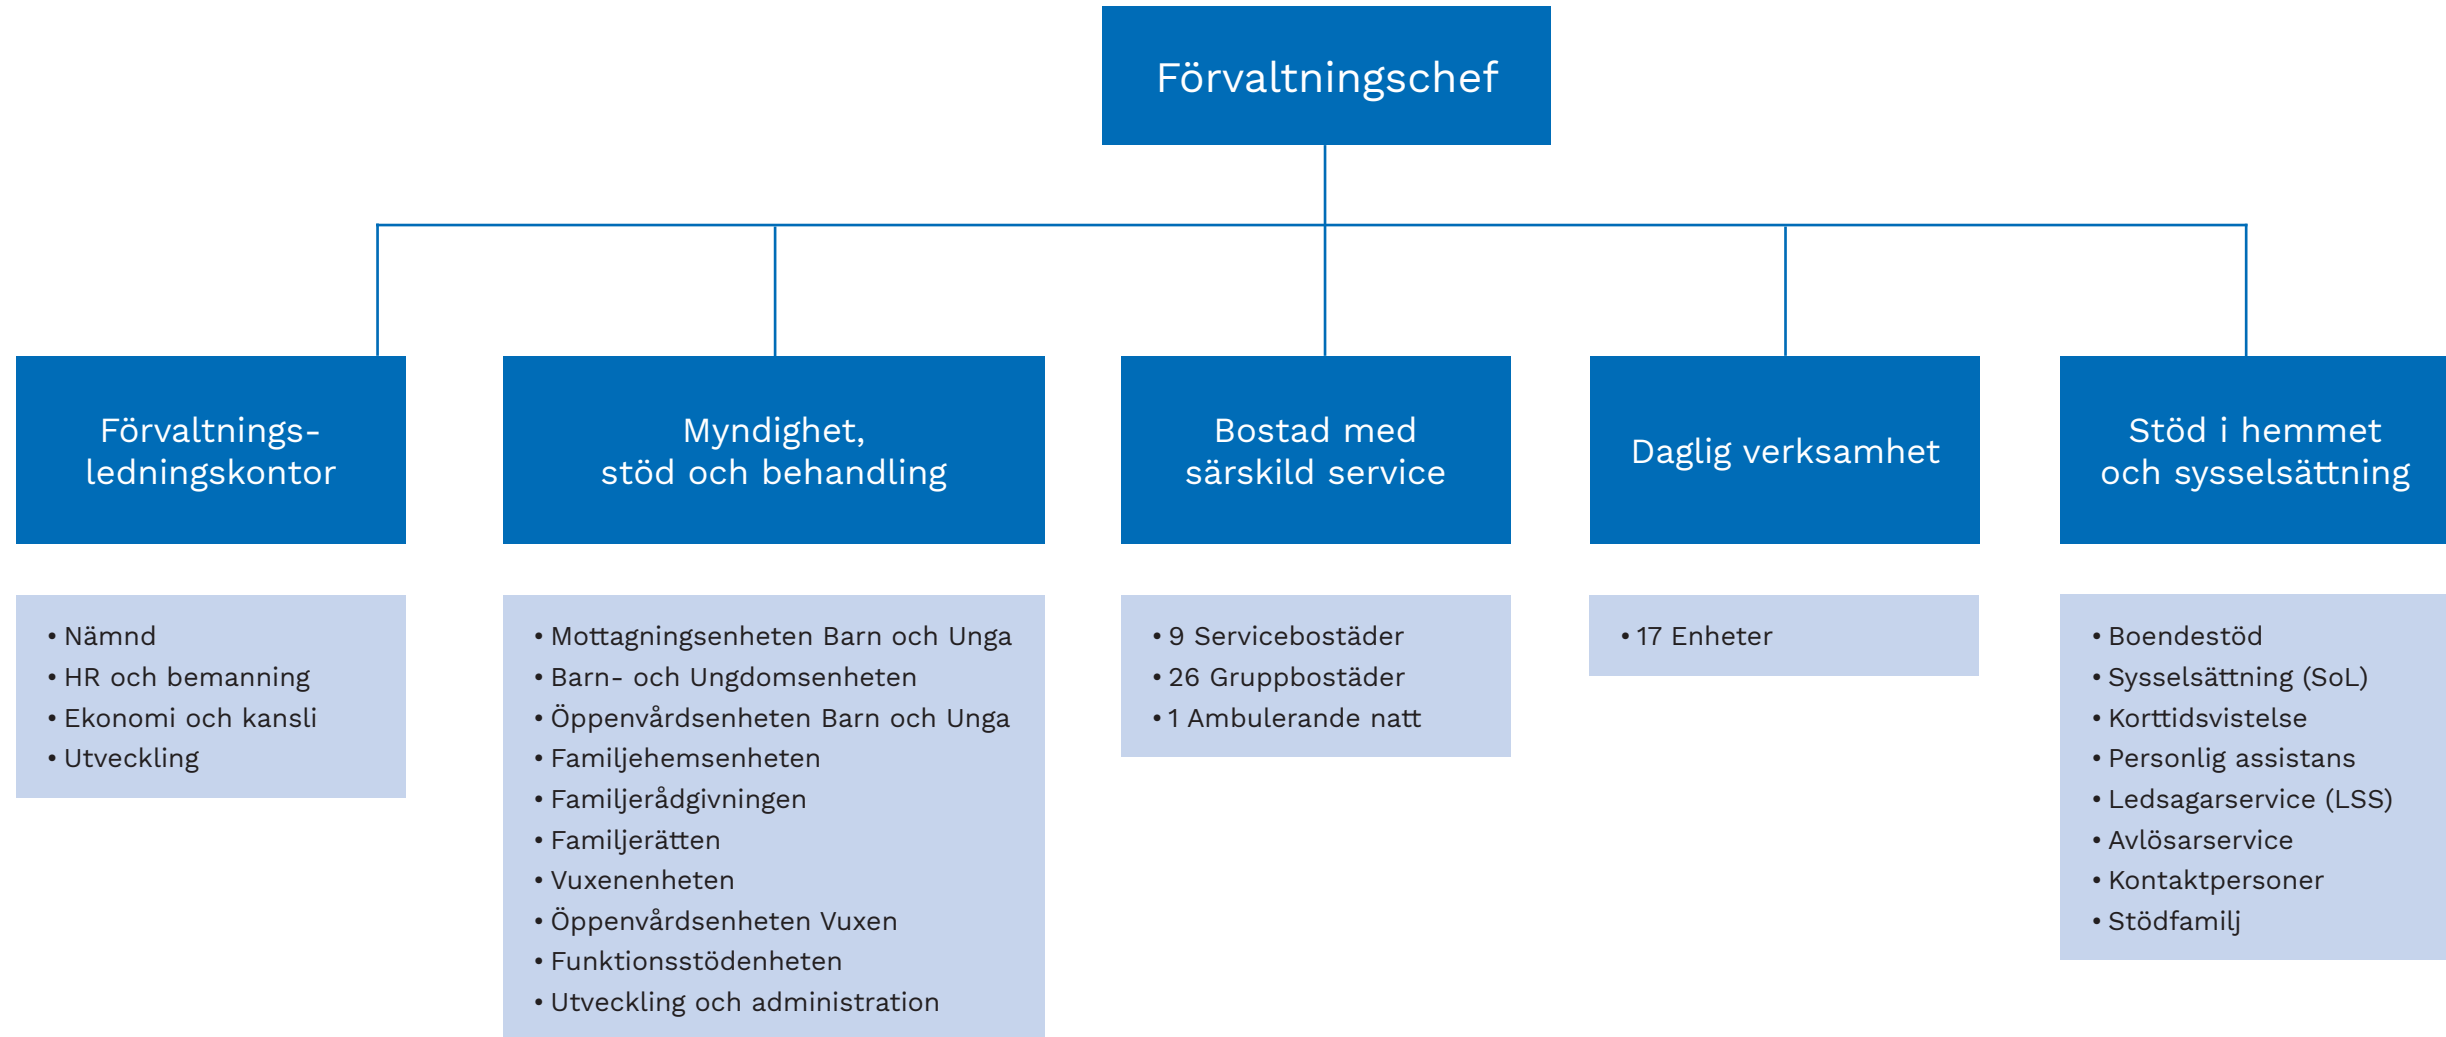 Förvaltningschef
Förvaltnings-
ledningskontor
Myndighet,
stöd och behandling
Bostad med
särskild service
Daglig verksamhet
Stöd i hemmet
och sysselsättning
• Nämnd
• HR och bemanning
• Ekonomi och kansli
• Utveckling
• Mottagningsenheten Barn och Unga
• Barn- och Ungdomsenheten
• Öppenvårdsenheten Barn och Unga
• Familjehemsenheten
• Familjerådgivningen
• Familjerätten
• Vuxenenheten
• Öppenvårdsenheten Vuxen
• Funktionsstödenheten
• Utveckling och administration
• 9 Servicebostäder
• 26 Gruppbostäder
• 1 Ambulerande natt
• 17 Enheter
• Boendestöd
• Sysselsättning (SoL)
• Korttidsvistelse
• Personlig assistans
• Ledsagarservice (LSS)
• Avlösarservice
• Kontaktpersoner
• Stödfamilj